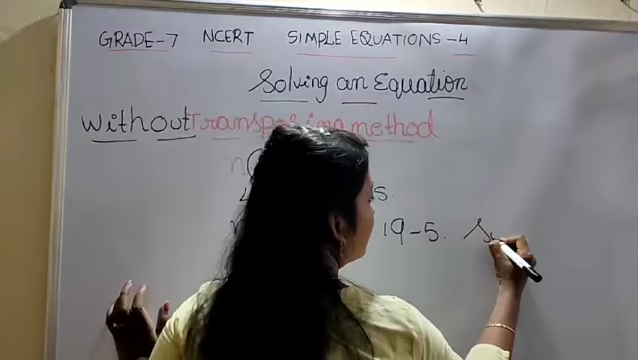 GRADE-7 NCERT SIMPLE EQUATIONS-4
Solving an Equation
without Transposing method
19-5.